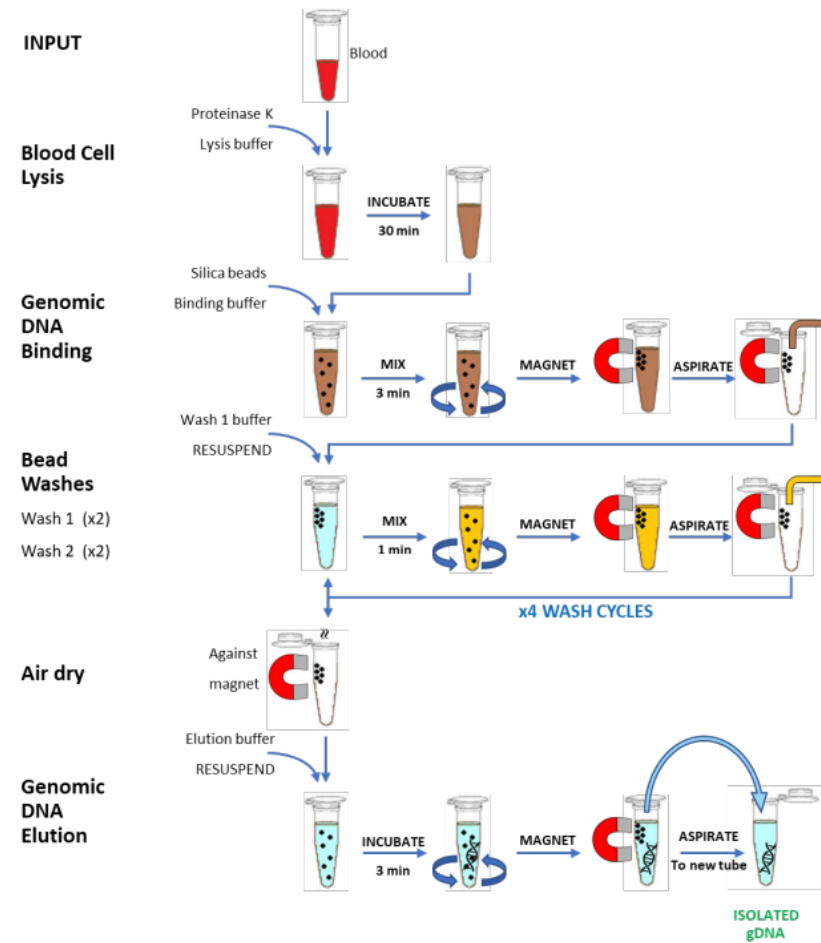 INPUT
Blood
Proteinase K
Lysis buffer
Blood Cell
Lysis
INCUBATE
30 min
Silica beads
Binding buffer
Genomic
DNA
Binding
MIX
3 min
MAGNET
ASPIRATE
Wash 1 buffer
RESUSPEND
Bead
Washes
Wash 1 (x2)
Wash 2 (x2)
MIX
1 min
MAGNET
ASPIRATE
x4 WASH CYCLES
Air dry
Against
magnet
Elution buffer
RESUSPEND
Genomic
DNA
Elution
INCUBATE
3 min
MAGNET
ASPIRATE
To new tube
ISOLATED
gDNA